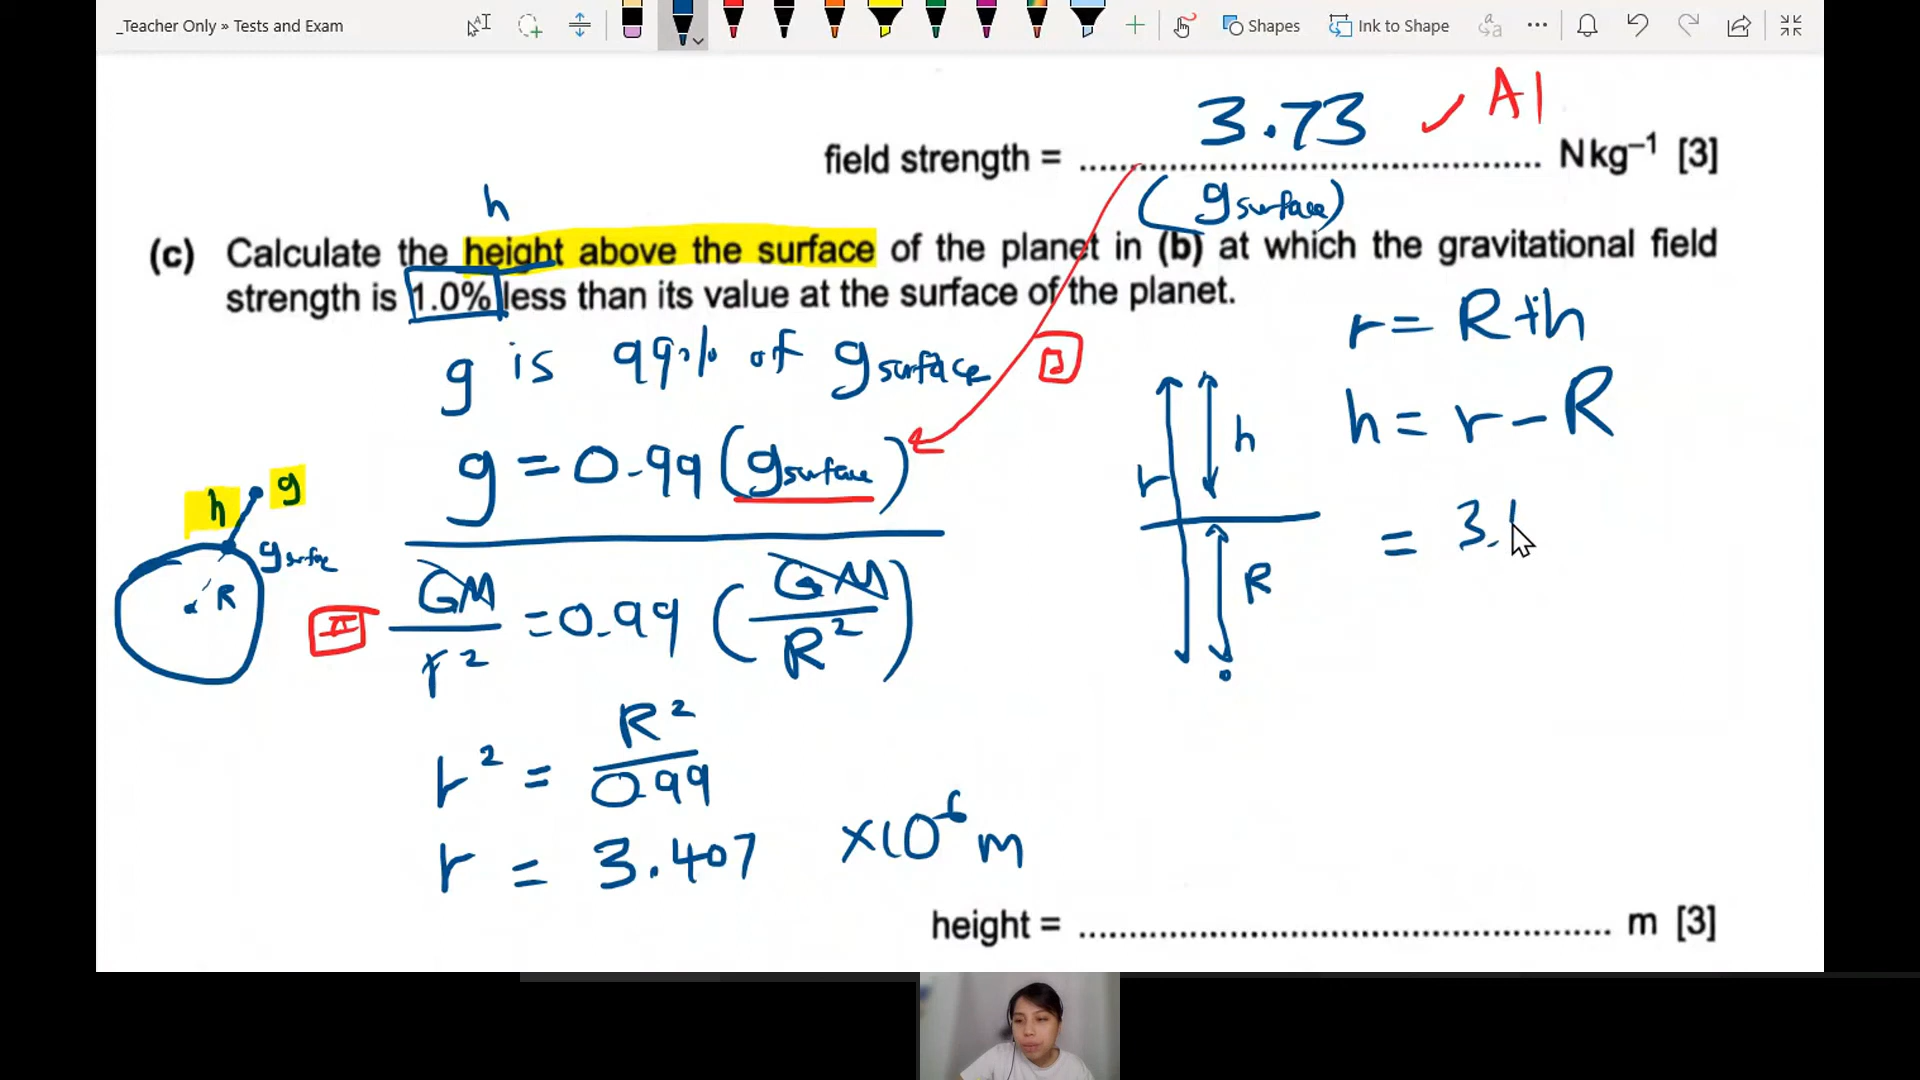 _Teacher Only » Tests and Exam
Shapes
Ink to Shape
3.73 ✓ A1
field strength = ........................................ N kg⁻¹ [3]
(g surface)
h
(c) Calculate the height above the surface of the planet in (b) at which the gravitational field
strength is 1.0% less than its value at the surface of the planet.
g is 99% of g surface
r = R+h
h = r - R
g = 0.99 (g surface)
h
r
R
= 3.
h g
g surface
R
GM/r² = 0.99 (GM/R²)
r² = R²/0.99
r = 3.407 ×10⁻⁶ m
height = ........................................ m [3]